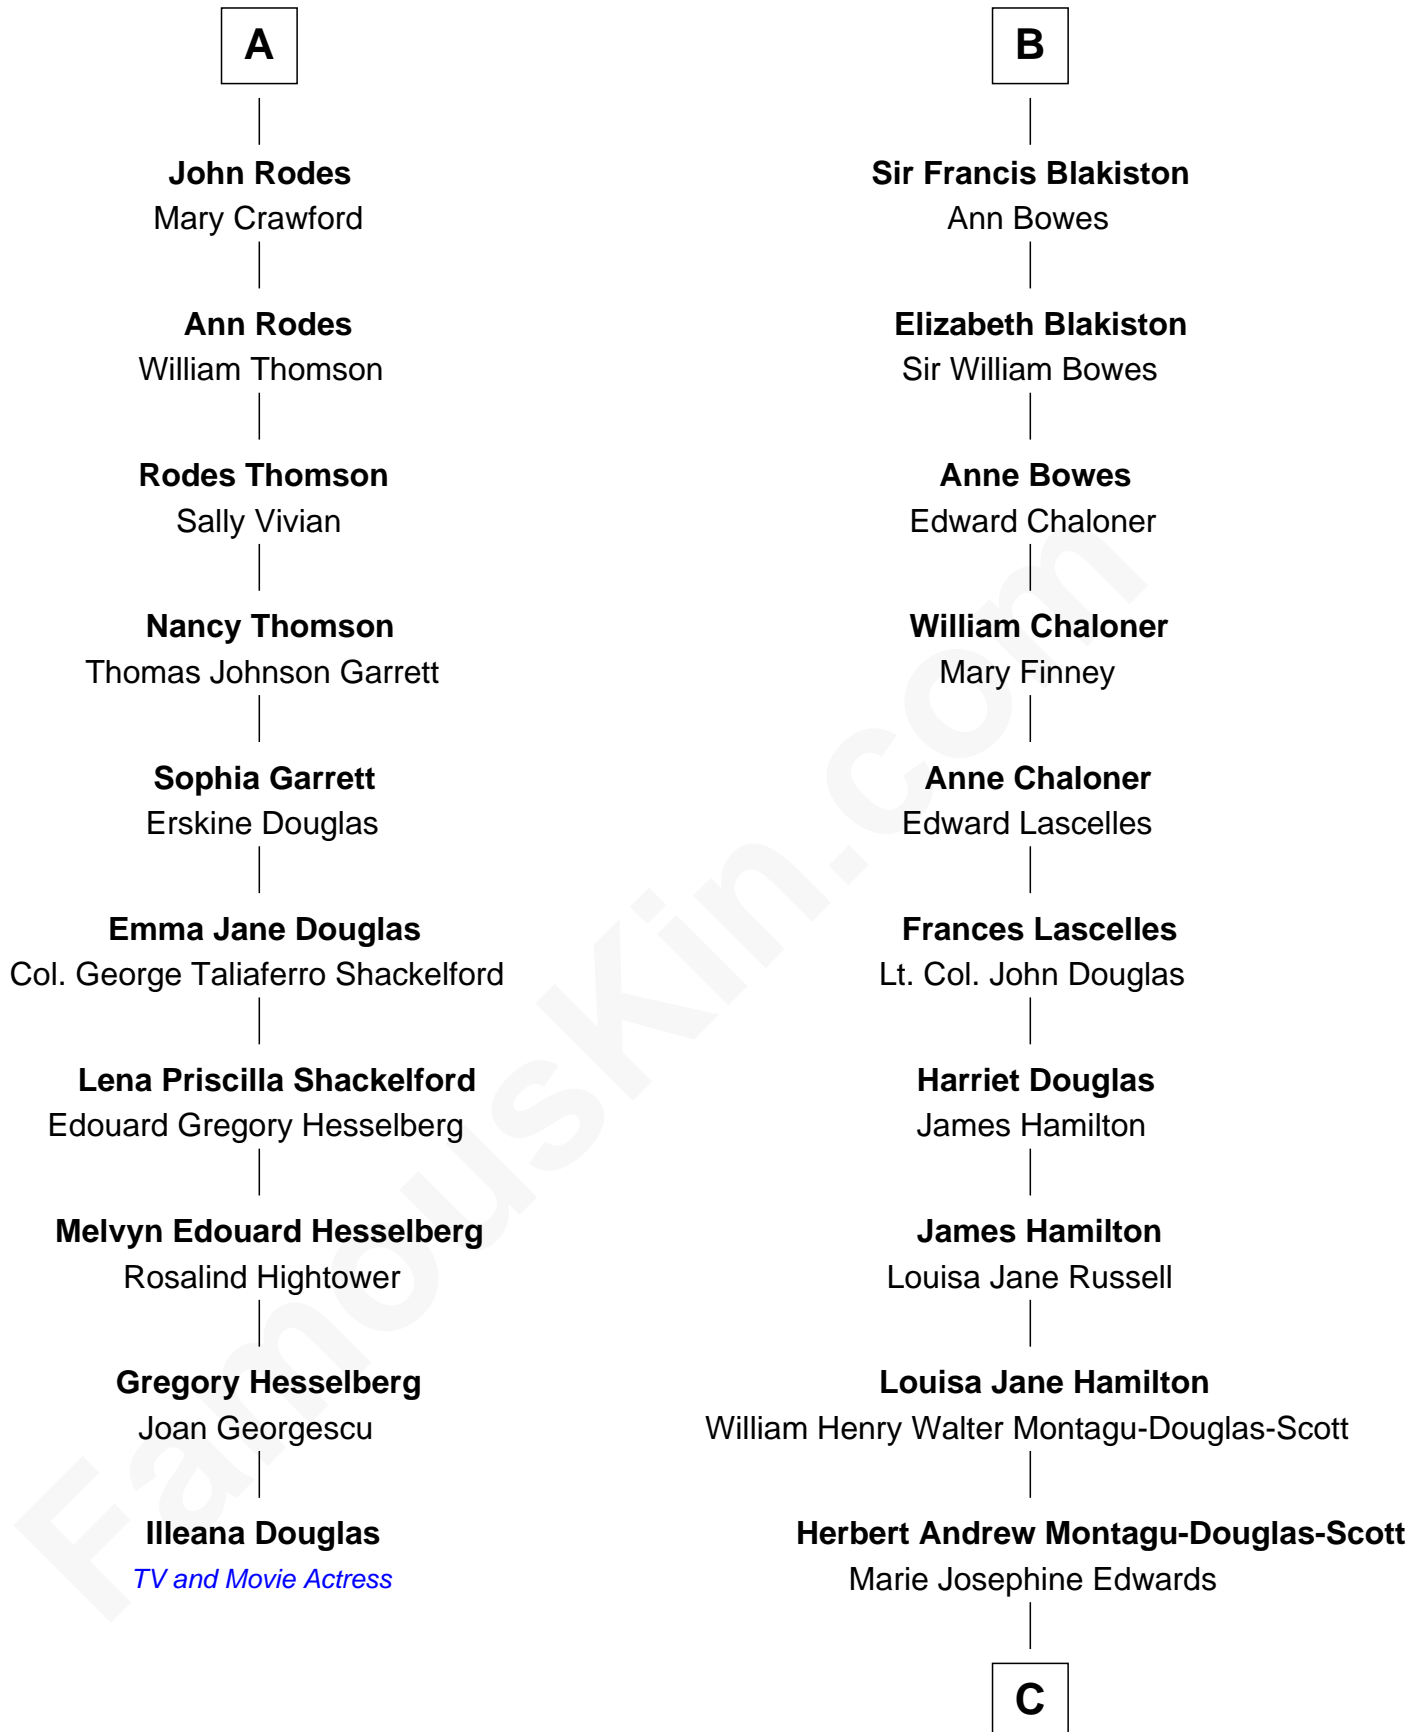 A
John Rodes
Mary Crawford
Ann Rodes
William Thomson
Rodes Thomson
Sally Vivian
Nancy Thomson
Thomas Johnson Garrett
Sophia Garrett
Erskine Douglas
Emma Jane Douglas
Col. George Taliaferro Shackelford
Lena Priscilla Shackelford
Edouard Gregory Hesselberg
Melvyn Edouard Hesselberg
Rosalind Hightower
Gregory Hesselberg
Joan Georgescu
Illeana Douglas
TV and Movie Actress
B
Sir Francis Blakiston
Ann Bowes
Elizabeth Blakiston
Sir William Bowes
Anne Bowes
Edward Chaloner
William Chaloner
Mary Finney
Anne Chaloner
Edward Lascelles
Frances Lascelles
Lt. Col. John Douglas
Harriet Douglas
James Hamilton
James Hamilton
Louisa Jane Russell
Louisa Jane Hamilton
William Henry Walter Montagu-Douglas-Scott
Herbert Andrew Montagu-Douglas-Scott
Marie Josephine Edwards
C
FamousKin.com